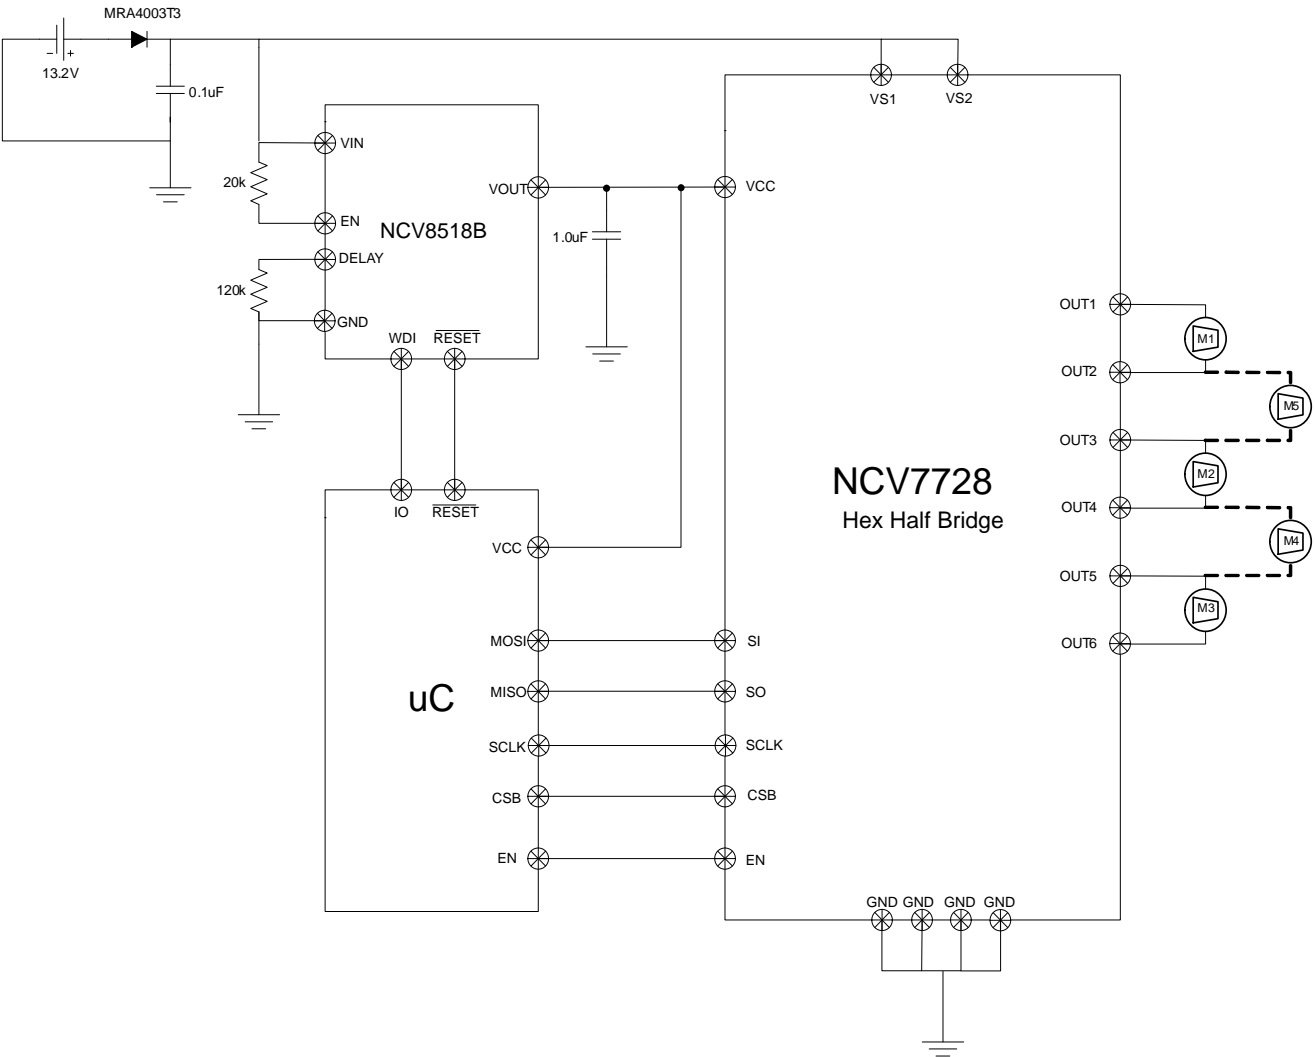 MRA4003T3
− +
13.2V
0.1uF
VS1
VS2
VIN
20k
VOUT
VCC
EN
NCV8518B
1.0uF
DELAY
120k
GND
WDI
RESET
OUT1
M1
OUT2
M5
OUT3
M2
NCV7728
Hex Half Bridge
OUT4
M4
OUT5
M3
OUT6
IO
RESET
VCC
MOSI
SI
uC
MISO
SO
SCLK
SCLK
CSB
CSB
EN
EN
GND GND GND GND